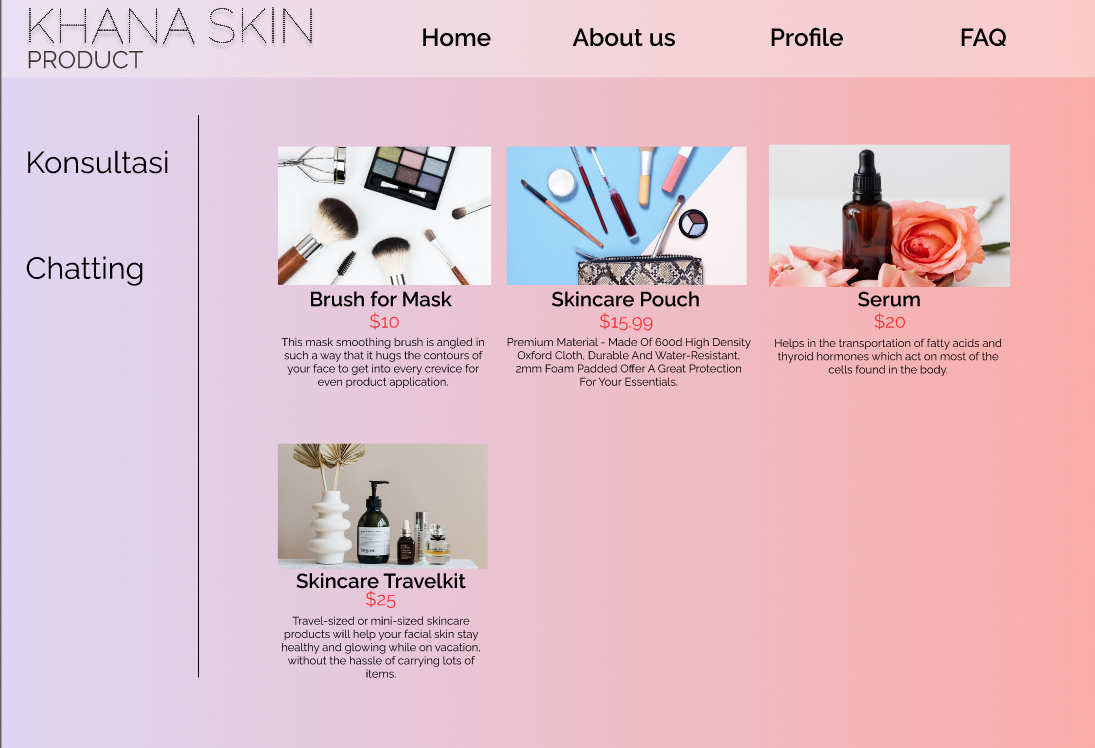 KHANA SKIN
PRODUCT
Home
About us
Profile
FAQ
Konsultasi
Chatting
Brush for Mask
$10
This mask smoothing brush is angled in
such a way that it hugs the contours of
your face to get into every crevice for
even product application.
Skincare Pouch
$15.99
Premium Material - Made Of 600d High Density
Oxford Cloth, Durable And Water-Resistant,
2mm Foam Padded Offer A Great Protection
For Your Essentials.
Serum
$20
Helps in the transportation of fatty acids and
thyroid hormones which act on most of the
cells found in the body.
Skincare Travelkit
$25
Travel-sized or mini-sized skincare
products will help your facial skin stay
healthy and glowing while on vacation,
without the hassle of carrying lots of
items.